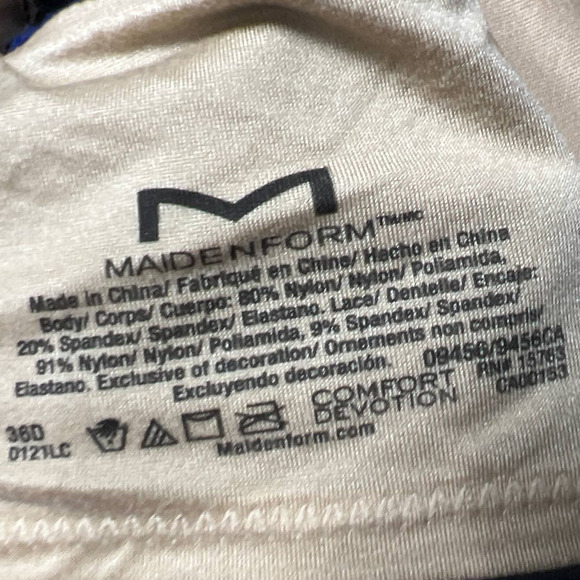 M
MAIDENFORM™/MC
Made in China/ Fabriqué en Chine/ Hecho en China
Body/ Corps/ Cuerpo: 80% Nylon/ Nylon/ Poliamida,
20% Spandex/ Spandex/ Elastano. Lace/ Dentelle/ Encaje:
91% Nylon/ Nylon/ Poliamida, 9% Spandex/ Spandex/
Elastano. Exclusive of decoration/ Ornements non compris/
Excluyendo decoración.
09456/9456CA
RN# 15763
CA00153
36D
0121LC
COMFORT
DEVOTION
Maidenform.com